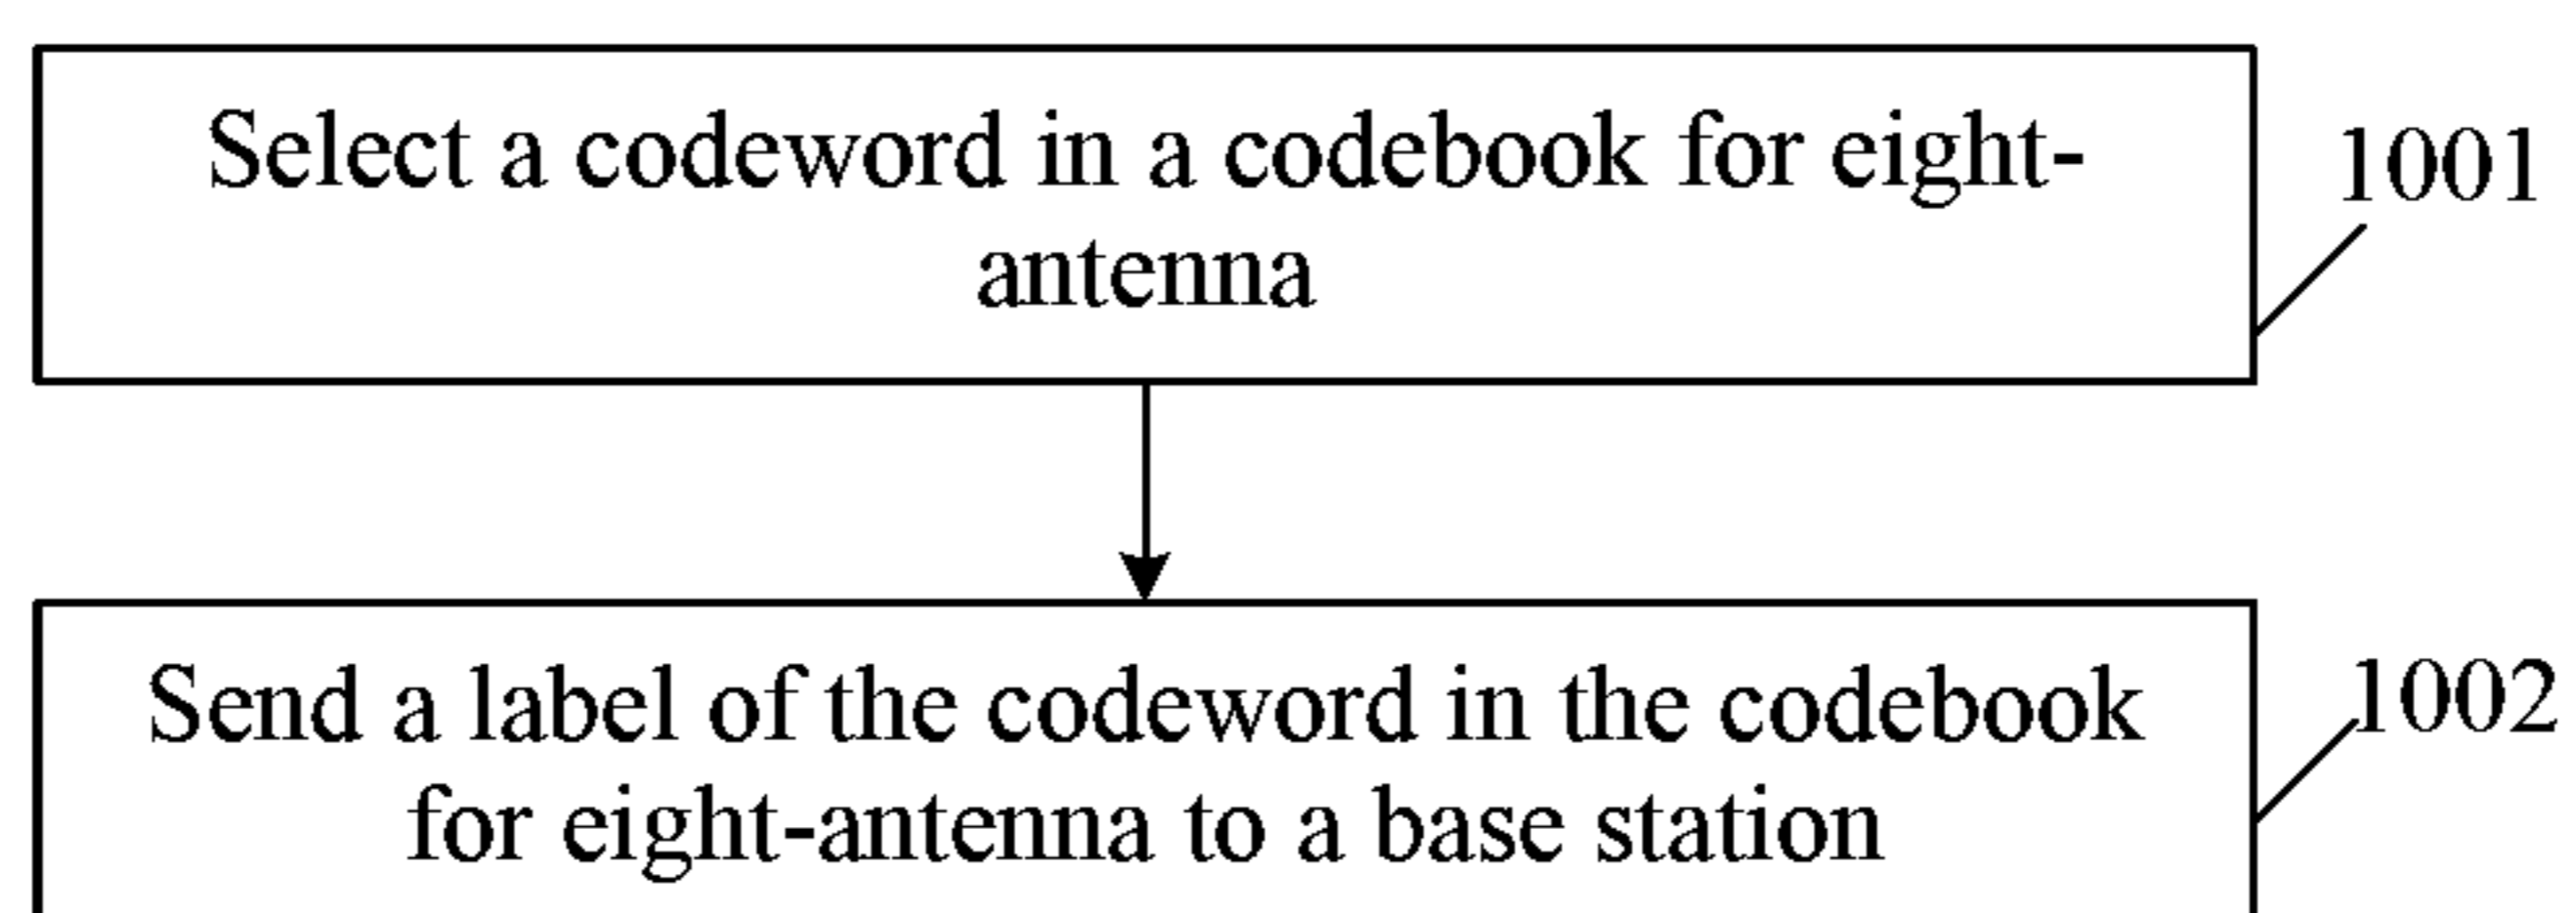 Select a codeword in a codebook for eight-
antenna
1001
Send a label of the codeword in the codebook
for eight-antenna to a base station
1002